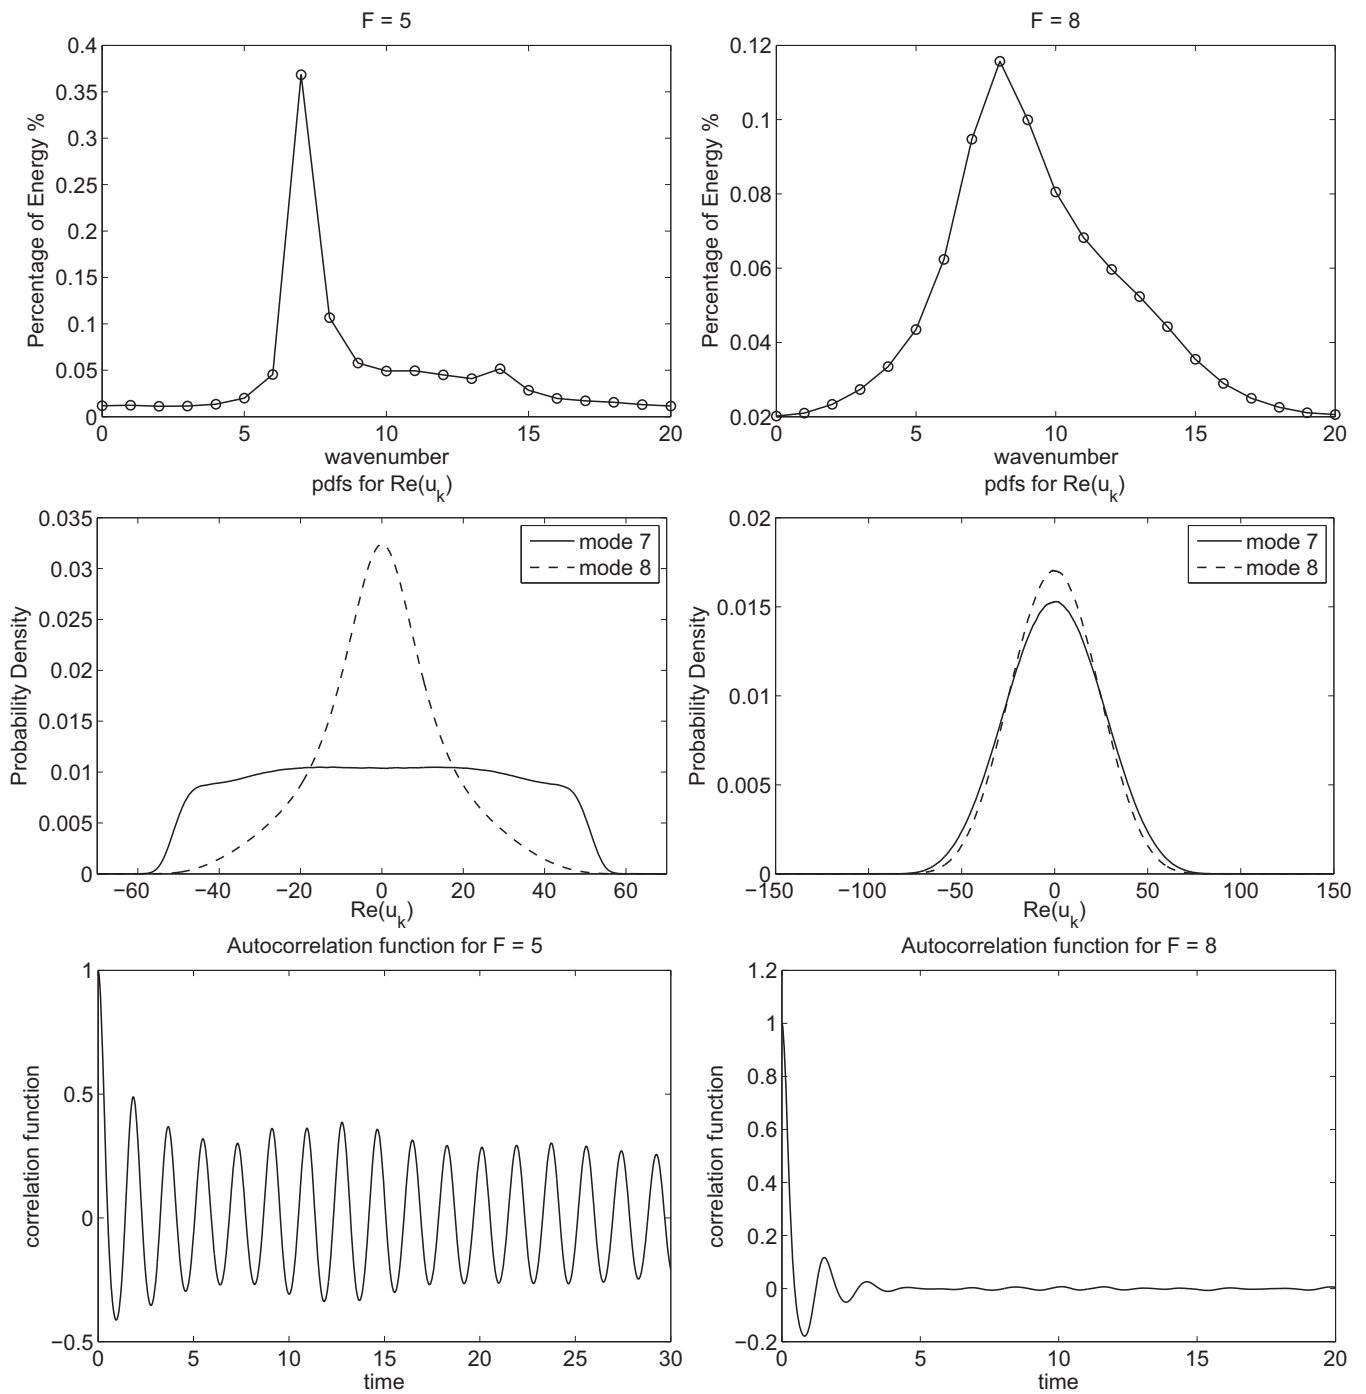 F = 5
0.4
0.35
0.3
0.25
0.2
0.15
0.1
0.05
0
Percentage of Energy %
0 5 10 15 20
wavenumber
F = 8
0.12
0.1
0.08
0.06
0.04
0.02
Percentage of Energy %
0 5 10 15 20
wavenumber
pdfs for Re(u_k)
0.035
0.03
0.025
0.02
0.015
0.01
0.005
0
Probability Density
mode 7
mode 8
−60 −40 −20 0 20 40 60
Re(u_k)
pdfs for Re(u_k)
0.02
0.015
0.01
0.005
0
Probability Density
mode 7
mode 8
−150 −100 −50 0 50 100 150
Re(u_k)
Autocorrelation function for F = 5
1
0.5
0
−0.5
correlation function
0 5 10 15 20 25 30
time
Autocorrelation function for F = 8
1.2
1
0.8
0.6
0.4
0.2
0
−0.2
correlation function
0 5 10 15 20
time